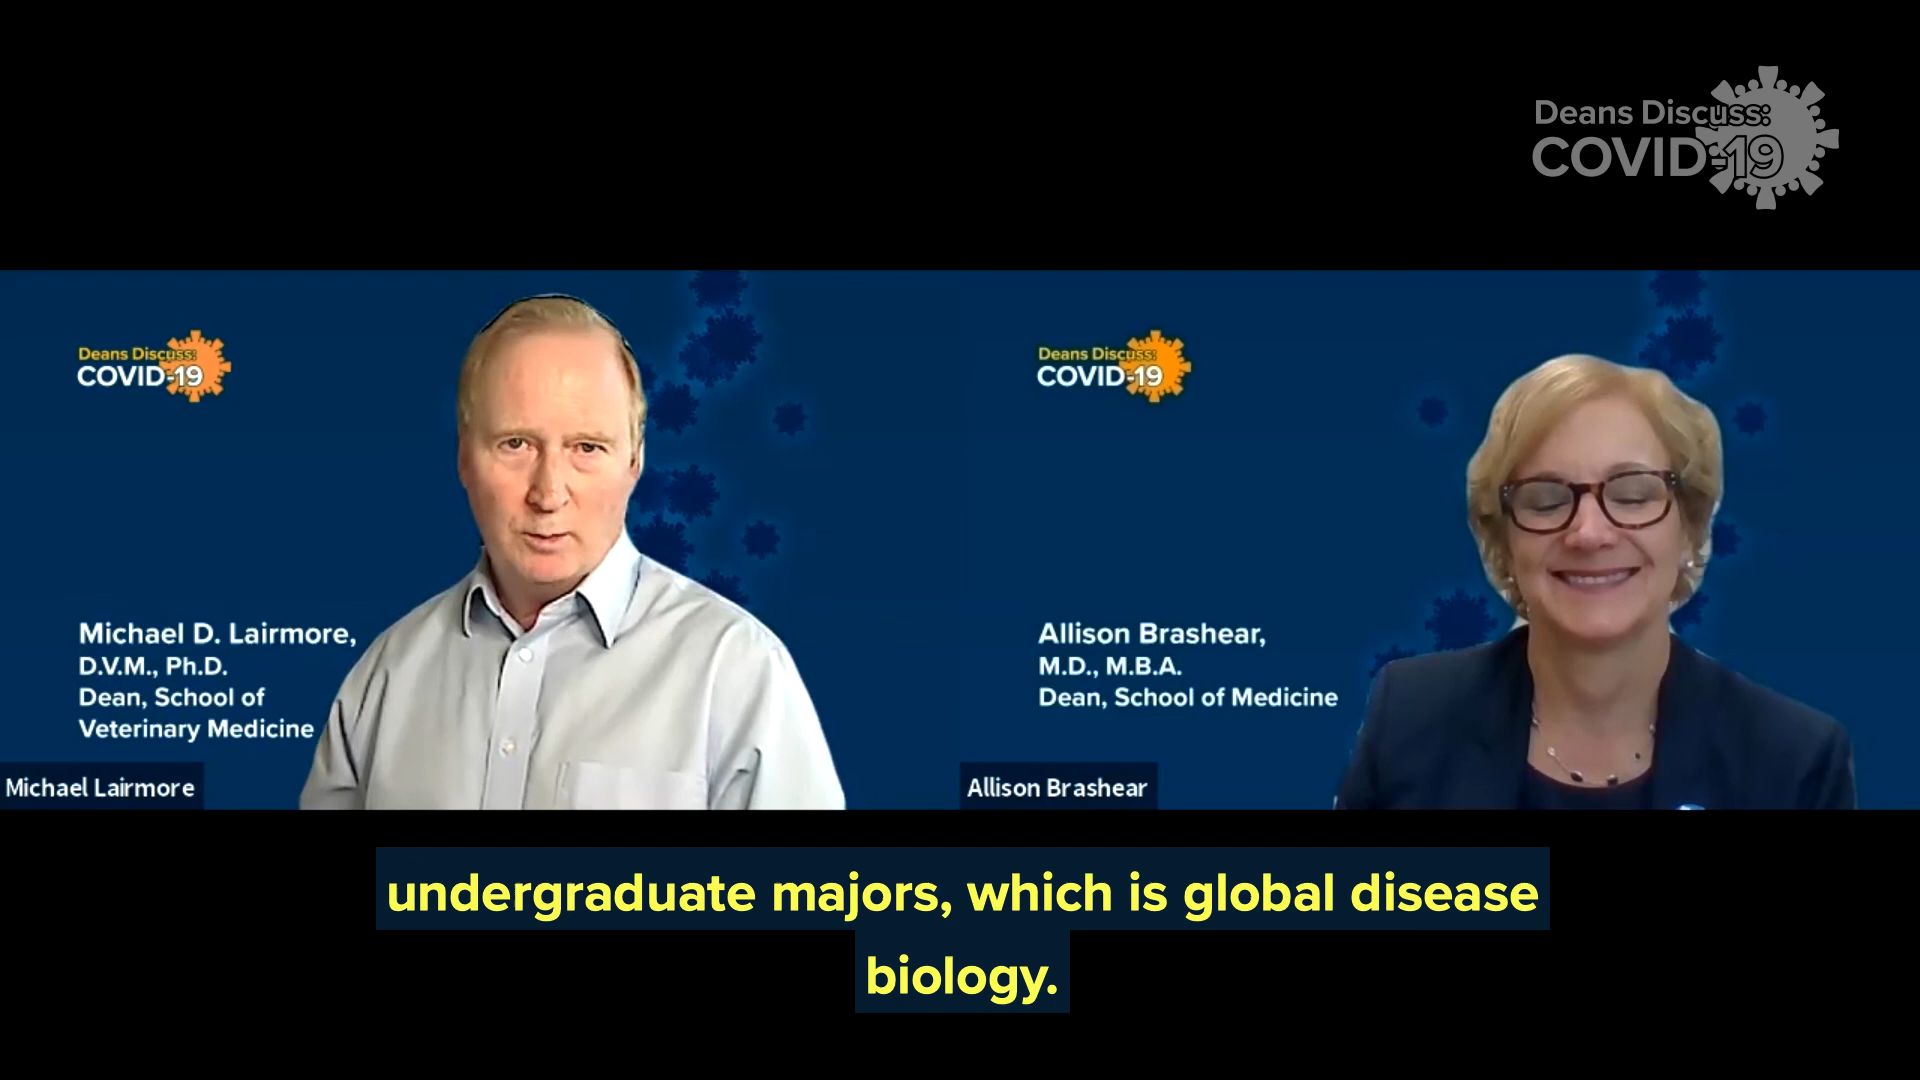 Deans Discuss:
COVID-19
Deans Discuss:
COVID-19
Michael D. Lairmore,
D.V.M., Ph.D.
Dean, School of
Veterinary Medicine
Michael Lairmore
Deans Discuss:
COVID-19
Allison Brashear,
M.D., M.B.A.
Dean, School of Medicine
Allison Brashear
undergraduate majors, which is global disease
biology.